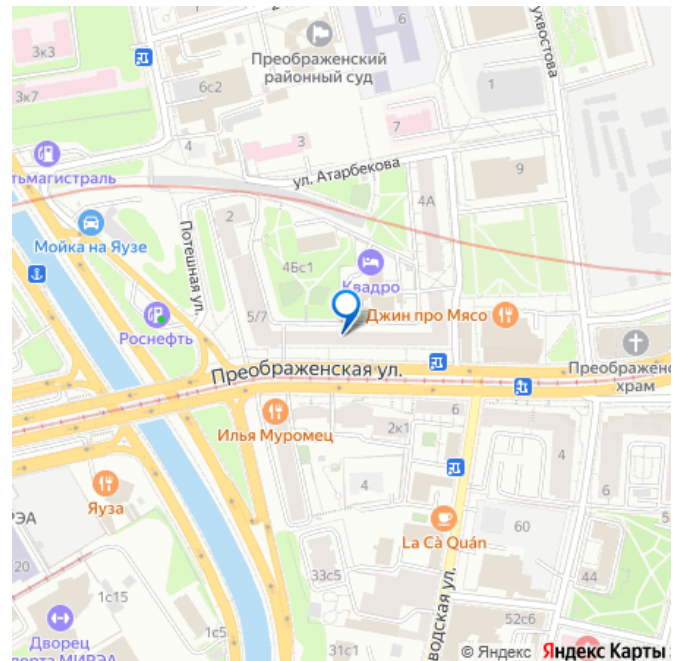 3к3
3к7
6с2
4
6
Преображенский
районный суд
1
7
3
9
ул. Атарбекова
4А
тьмагистраль
Мойка на Яузе
Потешная ул.
2
4Бс1
Квадро
5/7
Роснефть
Джин про Мясо
Преображенская ул.
Преображенс
храм
Илья Муромец
6
2к1
4
4
6
5
Яуза
РЭА
20
La Cà Quán
60
33с5
44
1с15
1с5
52с6
31с1
водская ул.
Дворец
порта МИРЭА
ухвостова
© Яндекс Яндекс Карты